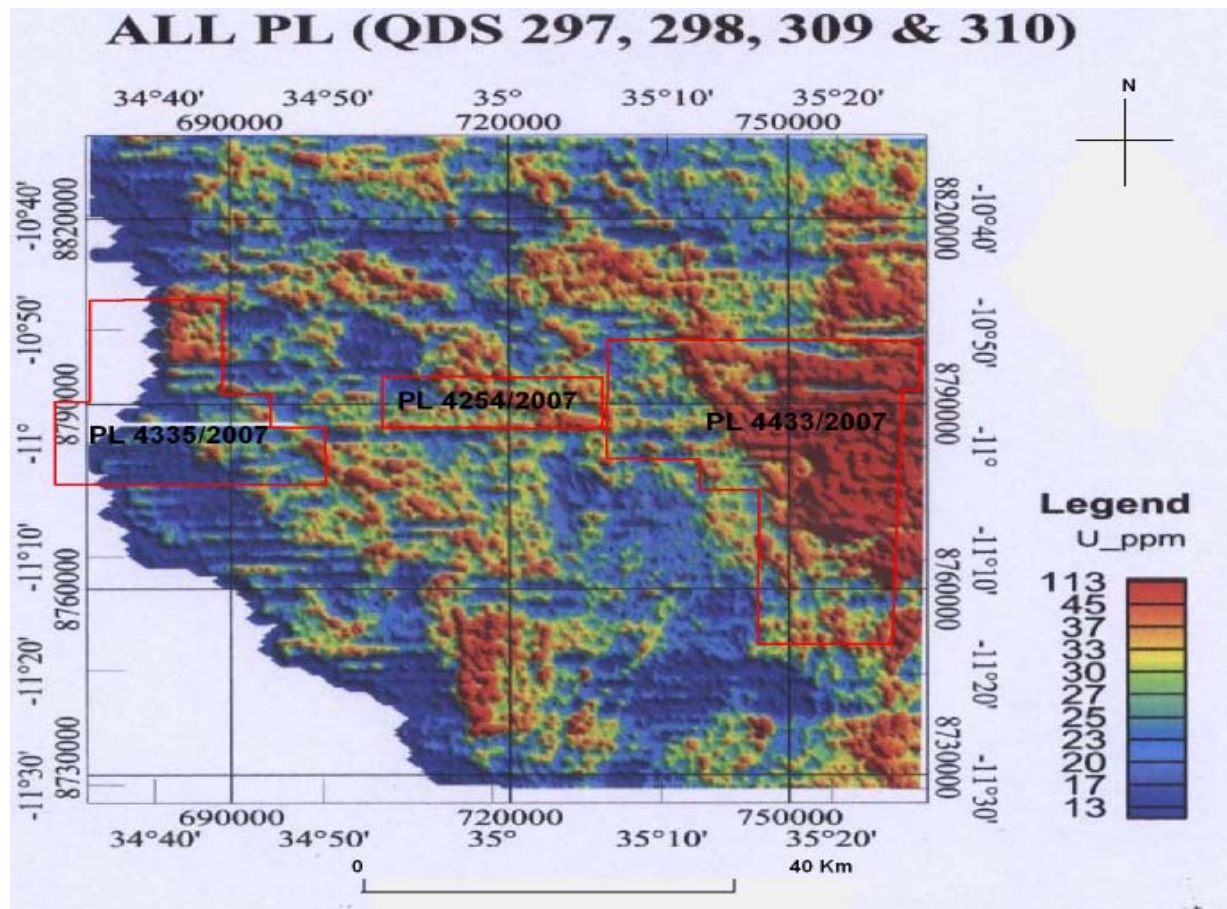 ALL PL (QDS 297, 298, 309 & 310)
34°40' 34°50' 35° 35°10' 35°20'
690000 720000 750000
N
-10°40' 8820000 8820000 -10°40'
-10°50' -10°50'
8790000 8790000
PL 4335/2007 PL 4254/2007 PL 4433/2007
-11° -1°
-11°10' -11°10'
8760000 8760000
-11°20' -11°20'
8730000 8730000
-11°30' -11°30'
690000 720000 750000
34°40' 34°50' 35° 35°10' 35°20'
0 40 Km
Legend
U_ppm
113
45
37
33
30
27
25
23
20
17
13